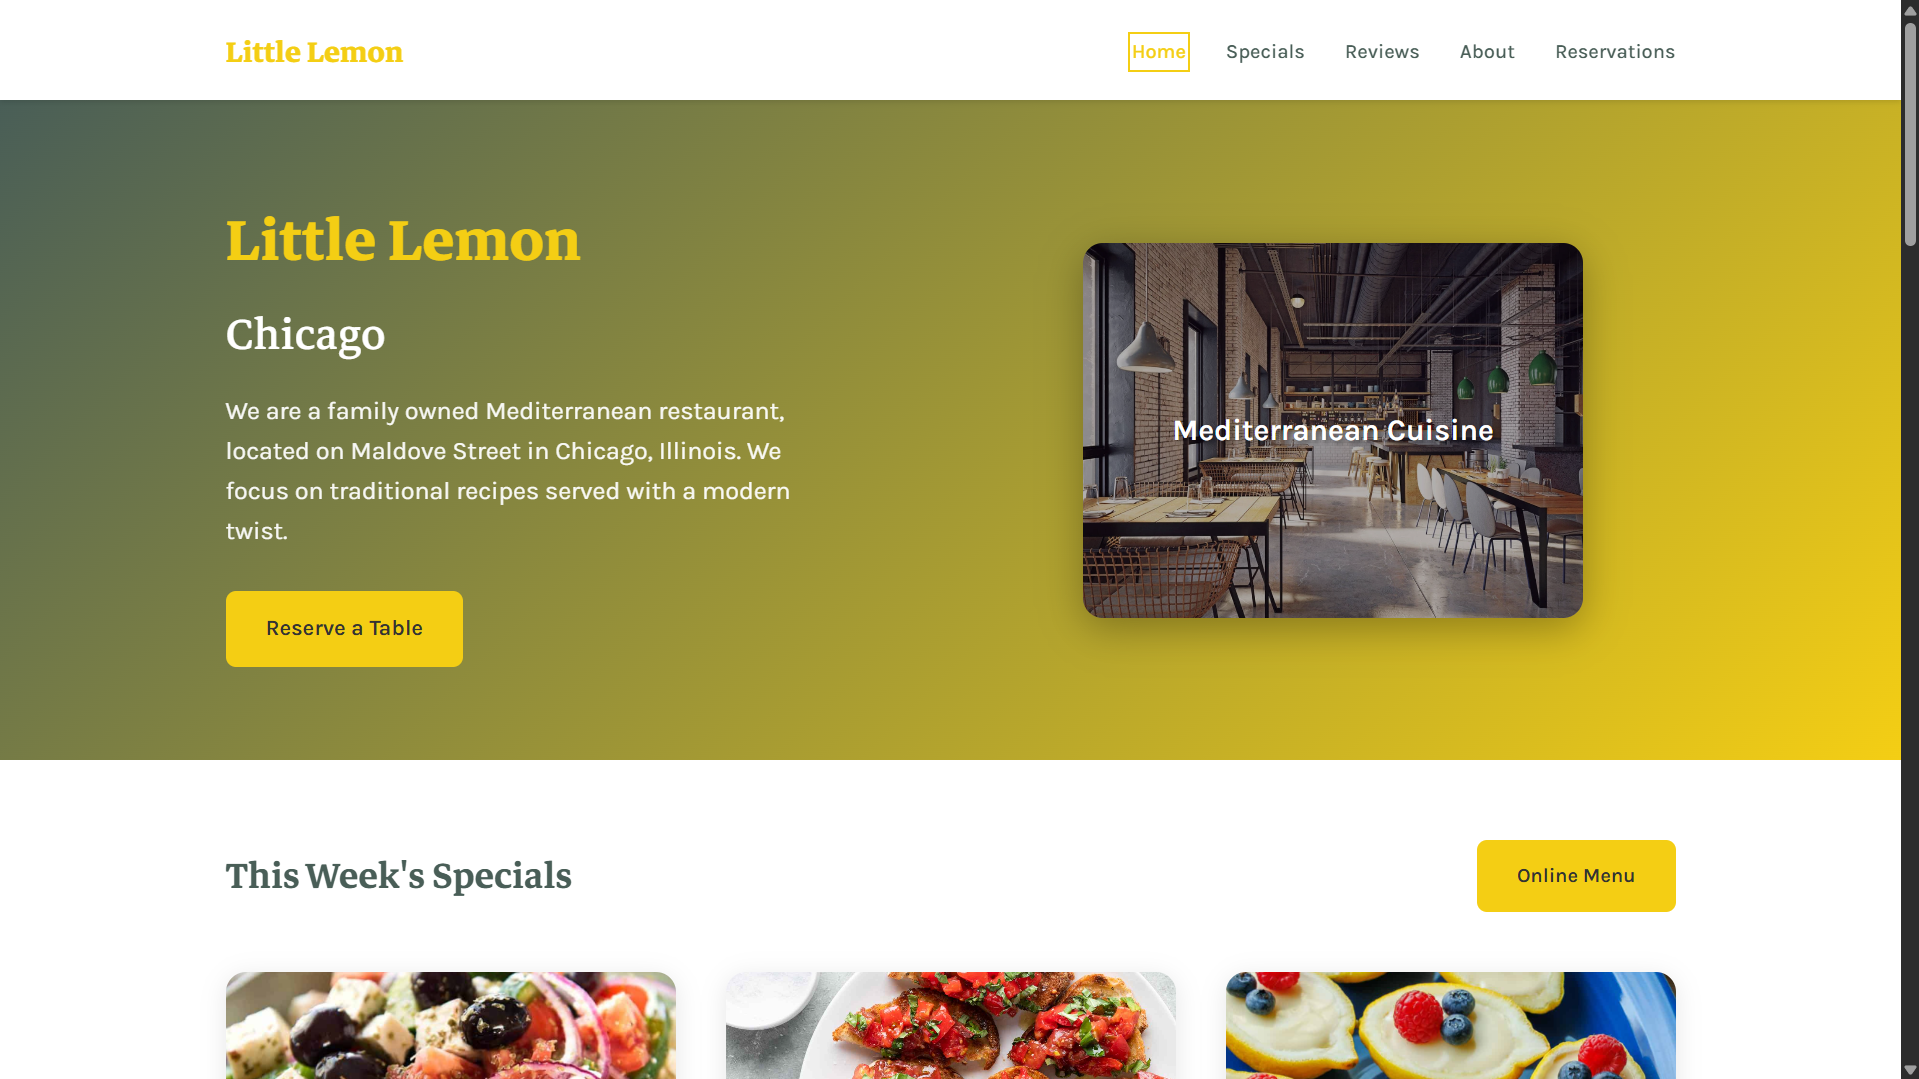 Little Lemon
Home Specials Reviews About Reservations
Little Lemon
Chicago
We are a family owned Mediterranean restaurant,
located on Maldove Street in Chicago, Illinois. We
focus on traditional recipes served with a modern
twist.
Reserve a Table
Mediterranean Cuisine
This Week's Specials
Online Menu